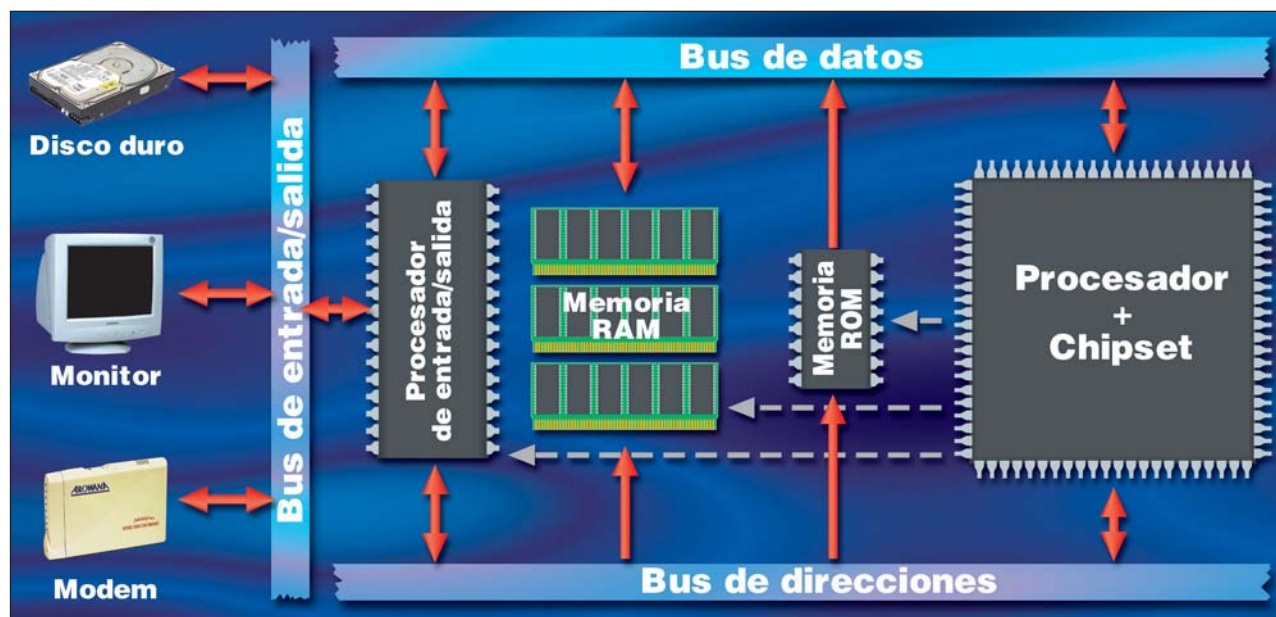 Bus de datos
Disco duro
Bus de entrada/salida
Procesador
de entrada/salida
Memoria
RAM
Memoria
ROM
Procesador
+
Chipset
Monitor
AROWANA
Modem
Bus de direcciones